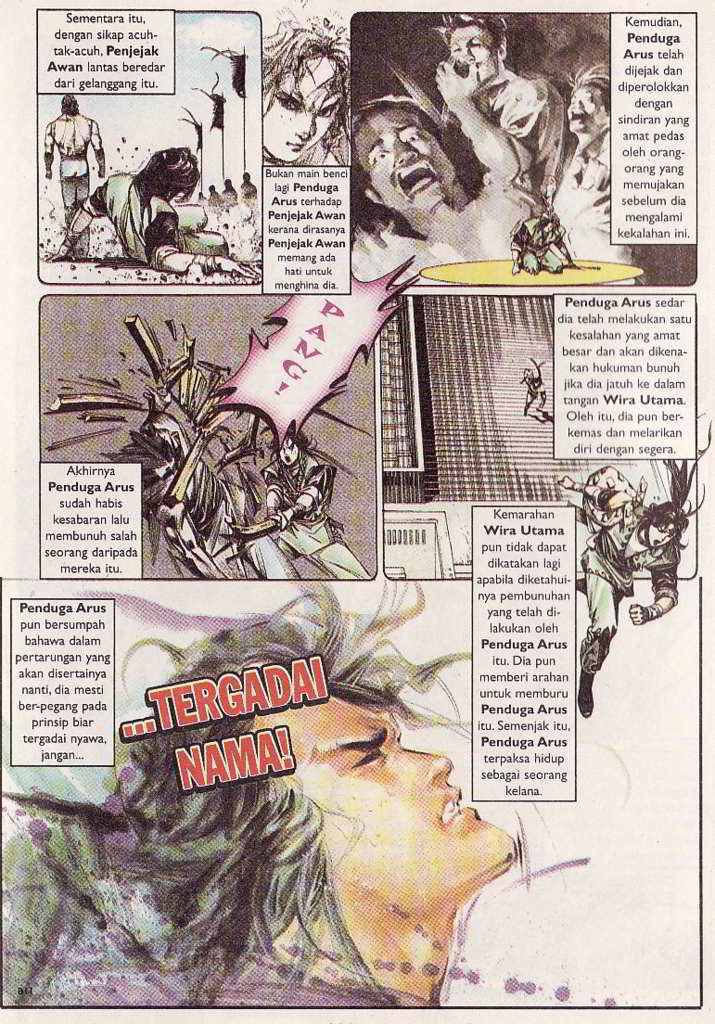 Sementara itu,
dengan sikap acuh-
tak-acuh, Penjejak
Awan lantas beredar
dari gelanggang itu.
Bukan main benci
lagi Penduga
Arus terhadap
Penjejak Awan
kerana dirasanya
Penjejak Awan
memang ada
hati untuk
menghina dia.
Kemudian,
Penduga
Arus telah
dijejak dan
diperolokkan
dengan
sindiran yang
amat pedas
oleh orang-
orang yang
memujakan
sebelum dia
mengalami
kekalahan ini.
PANG!
Akhirnya
Penduga Arus
sudah habis
kesabaran lalu
membunuh salah
seorang daripada
mereka itu.
Penduga Arus sedar
dia telah melakukan satu
kesalahan yang amat
besar dan akan dikena-
kan hukuman bunuh
jika dia jatuh ke dalam
tangan Wira Utama.
Oleh itu, dia pun ber-
kemas dan melarikan
diri dengan segera.
Kemarahan
Wira Utama
pun tidak dapat
dikatakan lagi
apabila diketahui-
nya pembunuhan
yang telah di-
lakukan oleh
Penduga Arus
itu. Dia pun
memberi arahan
untuk memburu
Penduga Arus
itu. Semenjak itu,
Penduga Arus
terpaksa hidup
sebagai seorang
kelana.
Penduga Arus
pun bersumpah
bahawa dalam
pertarungan yang
akan disertainya
nanti, dia mesti
ber-pegang pada
prinsip biar
tergadai nyawa,
jangan...
...TERGADAI
NAMA!